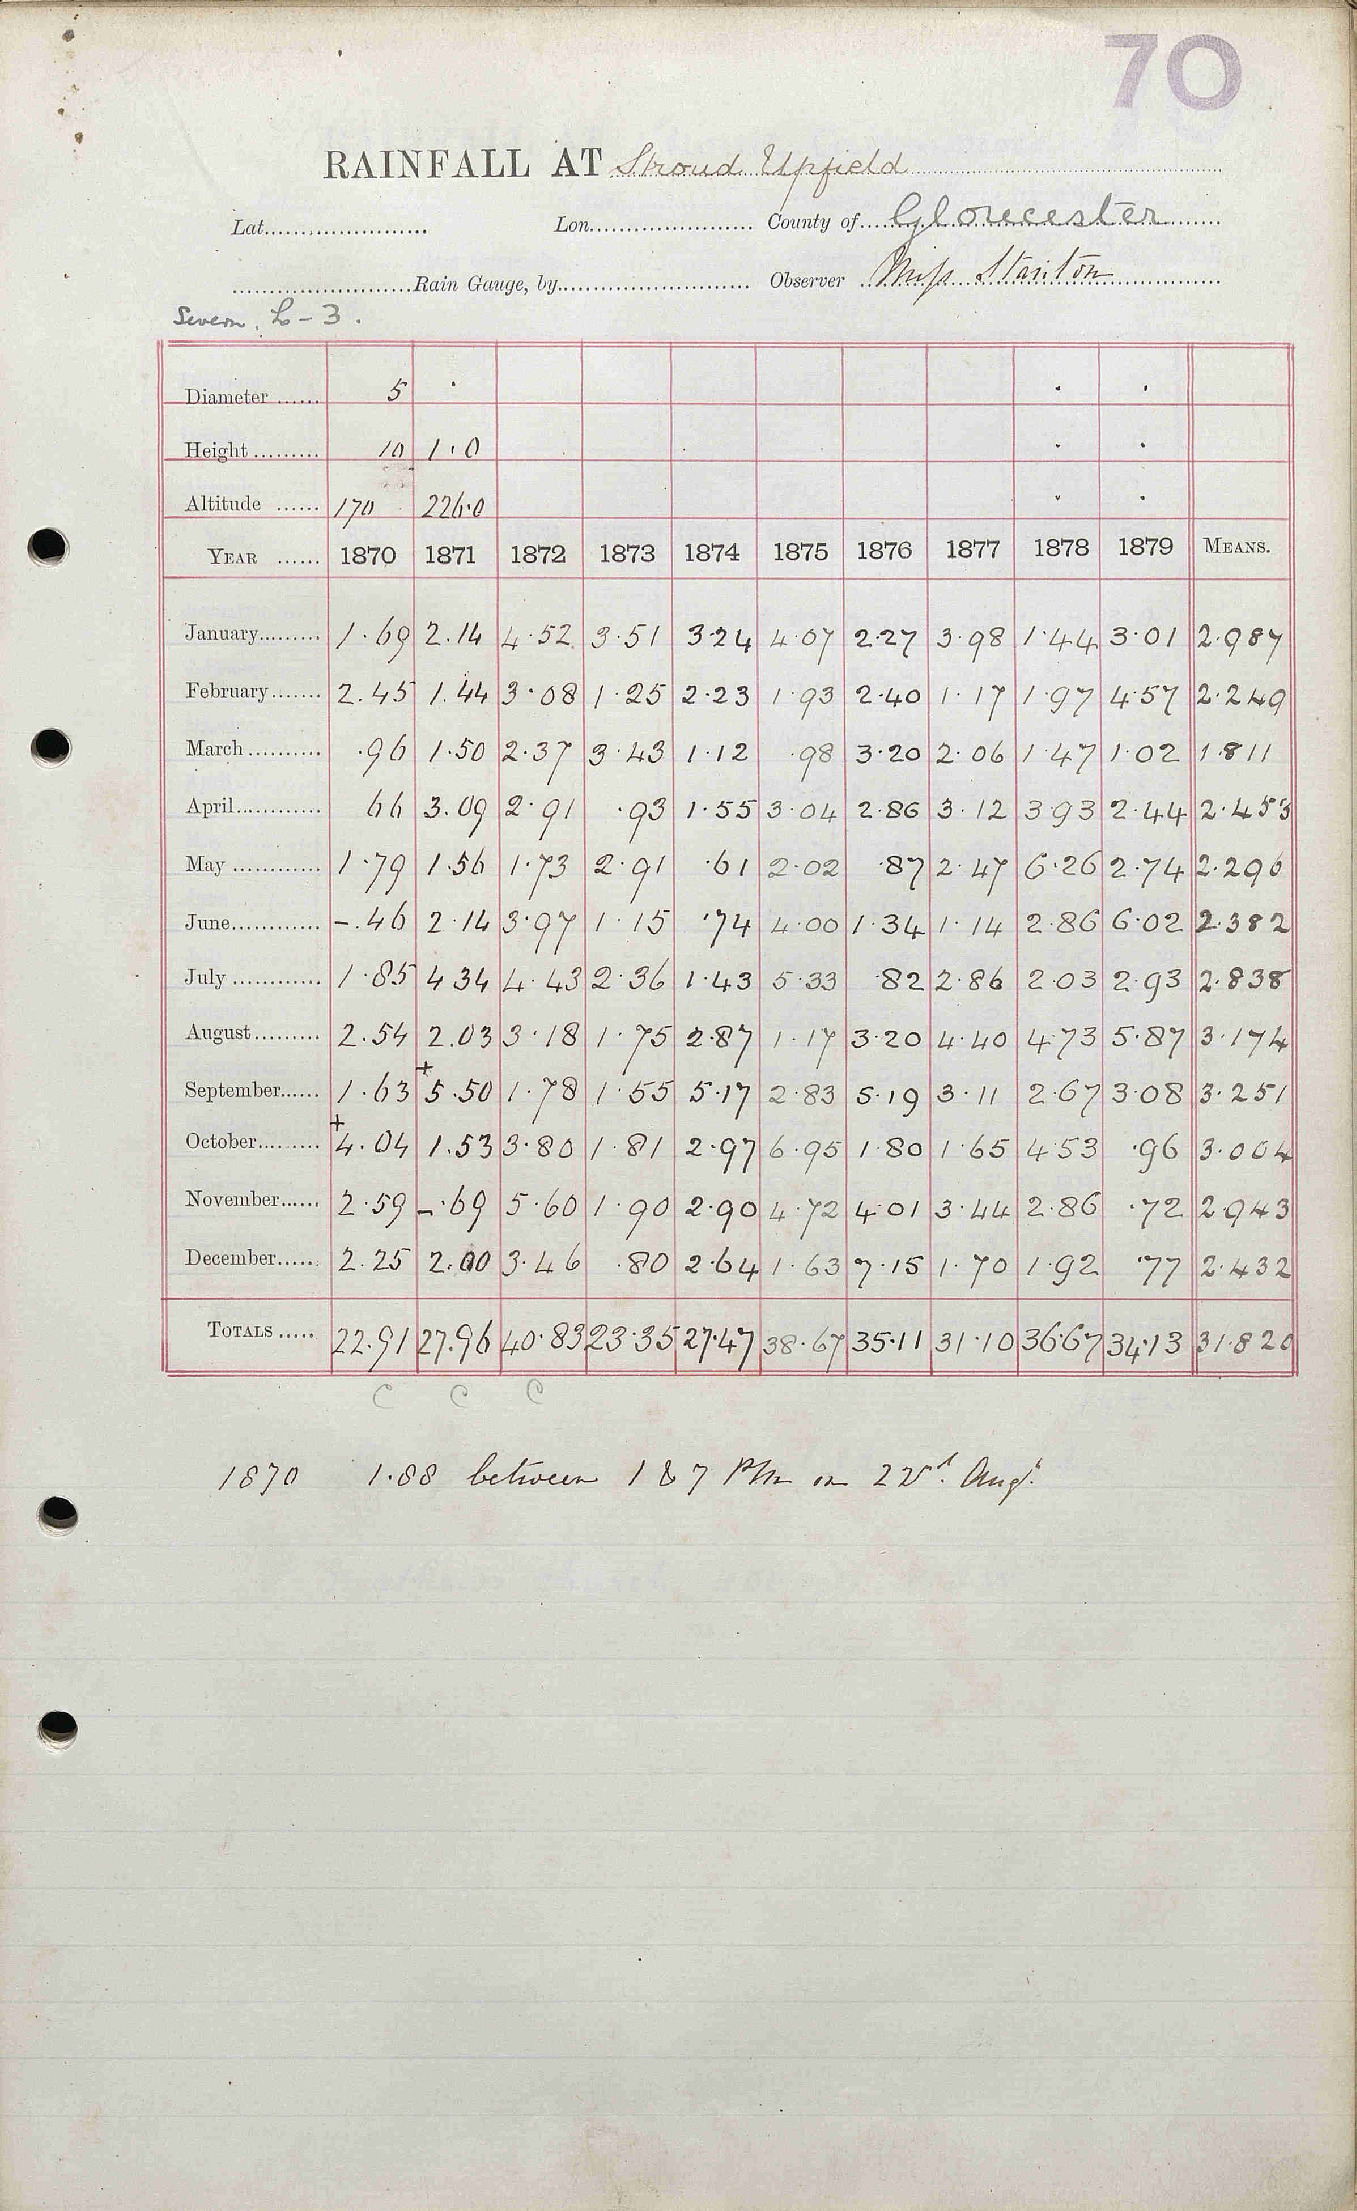 70
RAINFALL AT Stroud Upfield
Lat. Lon. County of Gloucester
Rain Gauge, by Observer Miss Stanton
Severn. L-3.
Diameter 5
Height 10 1.0
Altitude 170 226.0
YEAR 1870 1871 1872 1873 1874 1875 1876 1877 1878 1879 MEANS.
January 1.69 2.14 4.52 3.51 3.24 4.07 2.27 3.98 1.44 3.01 2.987
February 2.45 1.44 3.08 1.25 2.23 1.93 2.40 1.17 1.97 4.57 2.249
March .96 1.50 2.37 3.43 1.12 .98 3.20 2.06 1.47 1.02 1.811
April 66 3.09 2.91 .93 1.55 3.04 2.86 3.12 3.93 2.44 2.453
May 1.79 1.56 1.73 2.91 .61 2.02 .87 2.47 6.26 2.74 2.296
June -.46 2.14 3.97 1.15 .74 4.00 1.34 1.14 2.86 6.02 2.382
July 1.85 4.34 4.43 2.36 1.43 5.33 .82 2.86 2.03 2.93 2.838
August 2.54 2.03 3.18 1.75 2.87 1.17 3.20 4.40 4.73 5.87 3.174
September 1.63 +5.50 1.78 1.55 5.17 2.83 5.19 3.11 2.67 3.08 3.251
October +4.04 1.53 3.80 1.81 2.97 6.95 1.80 1.65 4.53 .96 3.004
November 2.59 -.69 5.60 1.90 2.90 4.72 4.01 3.44 2.86 .72 2.943
December 2.25 2.00 3.46 .80 2.64 1.63 7.15 1.70 1.92 .77 2.432
TOTALS 22.91 27.96 40.83 23.35 27.47 38.67 35.11 31.10 36.67 34.13 31.820
C C C
1870 1.88 between 1 & 7 PM on 22nd. Augt.